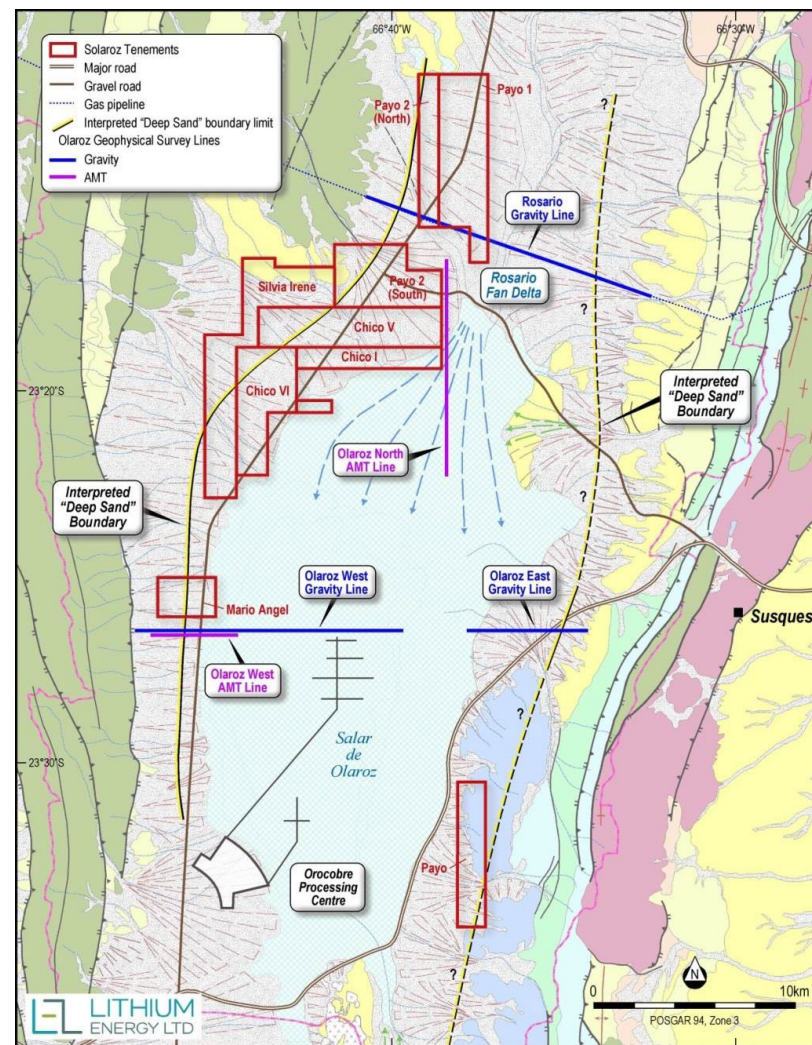 66°40'W
66°30'W
Solaroz Tenements
Major road
Gravel road
Gas pipeline
Interpreted “Deep Sand” boundary limit
Olaroz Geophysical Survey Lines
Gravity
AMT
Payo 2
(North)
Payo 1
?
Rosario
Gravity Line
Rosario
Fan Delta
Silvia Irene
Payo 2
(South)
Chico V
Chico I
Chico VI
?
23°20'S
Interpreted
“Deep Sand”
Boundary
Olaroz North
AMT Line
Interpreted
“Deep Sand”
Boundary
?
Olaroz West
Gravity Line
Olaroz East
Gravity Line
Mario Angel
Susques
Olaroz West
AMT Line
?
Salar
de
Olaroz
23°30'S
Payo
Orocobre
Processing
Centre
?
N
0
10km
POSGAR 94, Zone 3
LEL
LITHIUM
ENERGY LTD